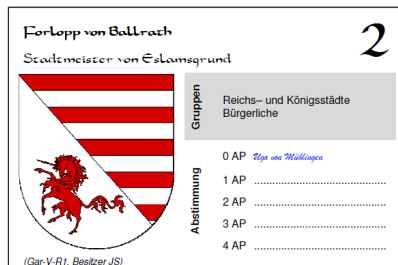 Forlopp von Ballrath
2
Stadtmeister von Eslamsgrund
Gruppen
Reichs– und Königsstädte
Bürgerliche
Abstimmung
0 AP Ugo von Mühlingen
1 AP
2 AP
3 AP
4 AP
(Gar-V-R1, Besitzer JS)